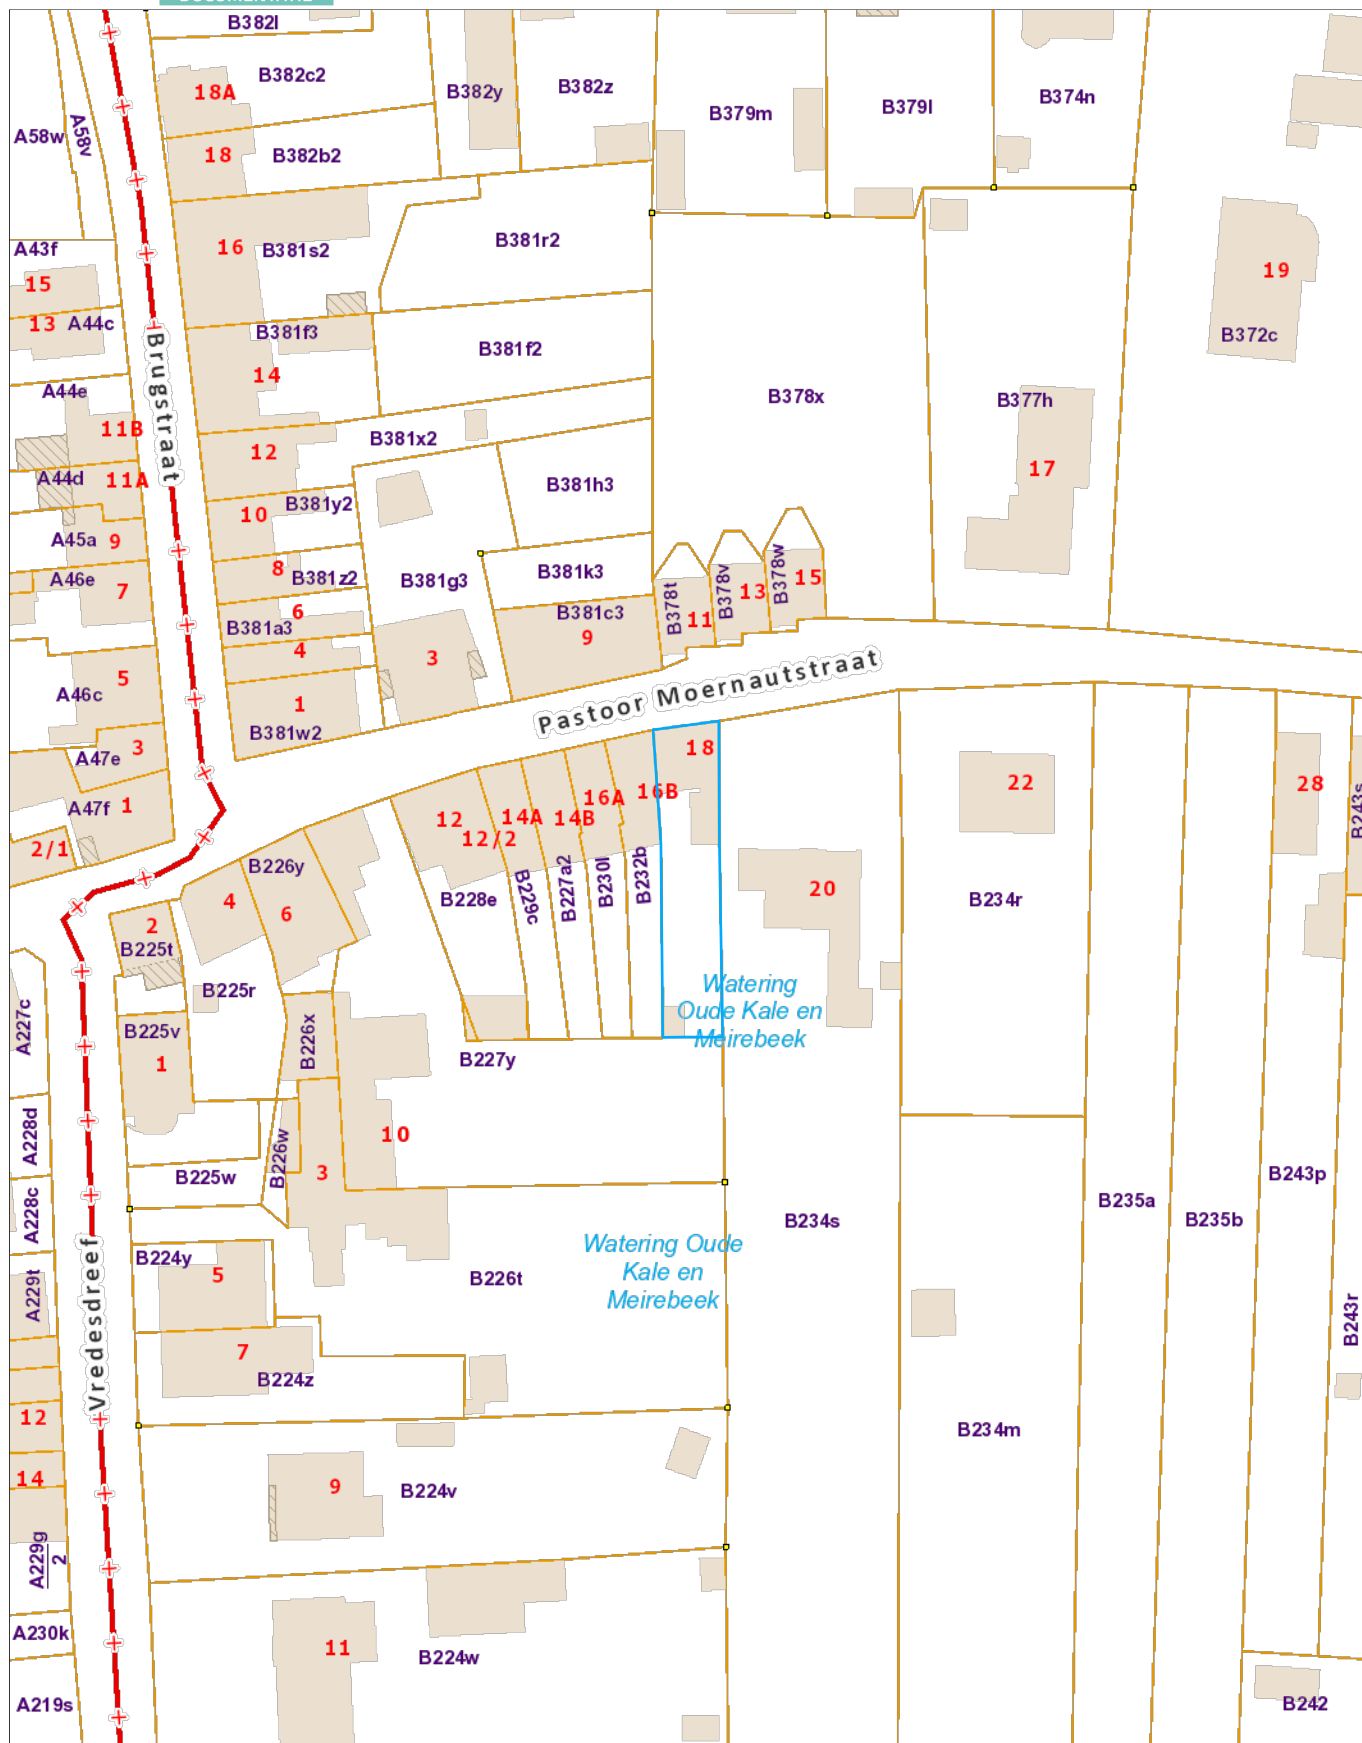 B382l
B382c2
18A
B382y
B382z
B379m
B379l
B374n
A58w
A58v
18
B382b2
A43f
16
B381s2
B381r2
19
15
13
A44c
B381f3
B381f2
B372c
Brugstraat
14
A44e
B378x
B377h
11B
12
B381x2
17
A44d
11A
10
B381y2
B381h3
A45a
9
8
B381z2
B381g3
B381k3
A46e
7
6
B381a3
B381c3
9
B378t
11
B378v
13
B378w
15
4
3
5
A46c
1
B381w2
Pastoor Moernautstraat
3
A47e
18
A47f
1
16A
16B
22
28
B243s
12
12/2
14A
14B
2/1
B226y
4
6
B228e
B229c
B227a2
B230l
B232b
20
B234r
2
B225t
B225r
Watering
Oude Kale en
Meirebeek
A227c
B225v
1
B226x
B227y
A228d
10
B226w
3
B225w
B243p
B235a
B235b
B234s
A228c
B224y
5
Watering Oude
Kale en
Meirebeek
B226t
A229t
Vredesdreef
B243r
7
B224z
12
B234m
14
9
B224v
A229g
2
A230k
11
B224w
A219s
B242